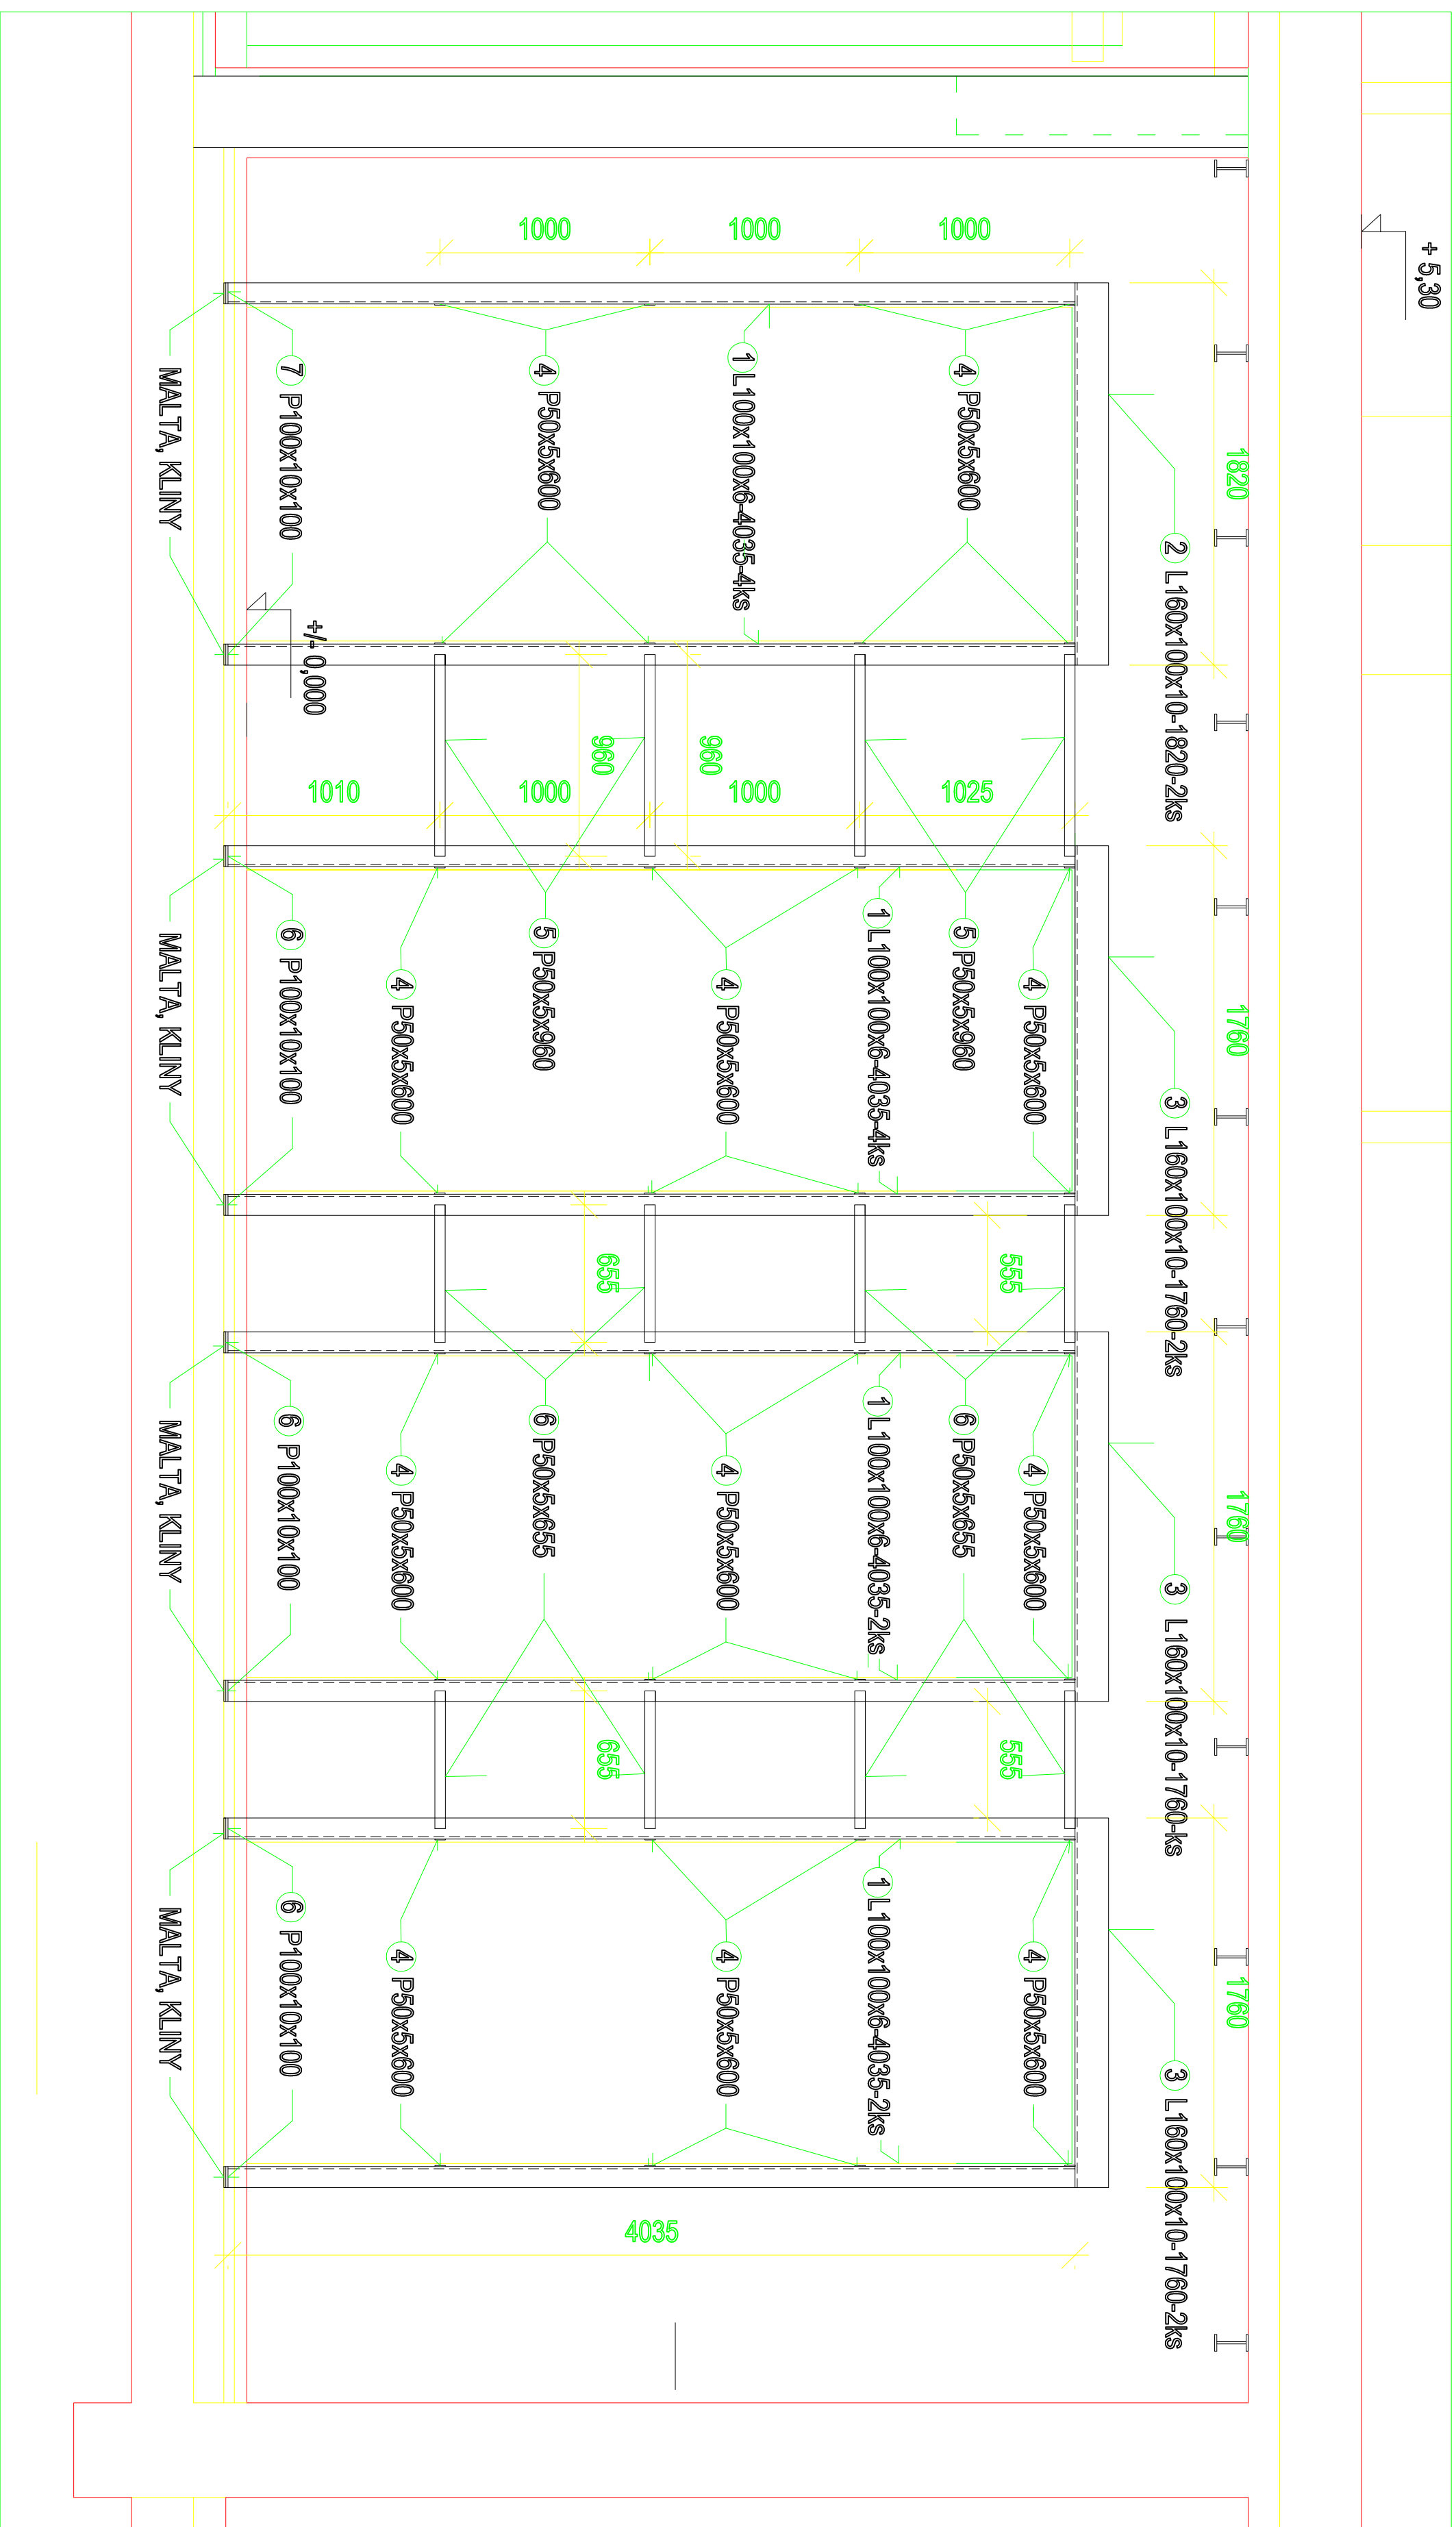 + 5,30
1820
1760
1760
1760
2 L160x100x10-1820-2ks
3 L160x100x10-1760-2ks
3 L160x100x10-1760-ks
3 L160x100x10-1760-2ks
4 P50x5x600
4 P50x5x600
4 P50x5x600
555
555
1000
4 P50x5x600
1025
5 P50x5x960
6 P50x5x655
1 L100x100x6-4035-4ks
1 L100x100x6-4035-2ks
1 L100x100x6-4035-2ks
1000
1 L100x100x6-4035-4ks
1000
4 P50x5x600
4 P50x5x600
4 P50x5x600
960
4035
960
655
655
1000
4 P50x5x600
1000
5 P50x5x960
6 P50x5x655
4 P50x5x600
4 P50x5x600
4 P50x5x600
1010
+/- 0,000
7 P100x10x100
6 P100x10x100
6 P100x10x100
6 P100x10x100
MALTA, KLINY
MALTA, KLINY
MALTA, KLINY
MALTA, KLINY